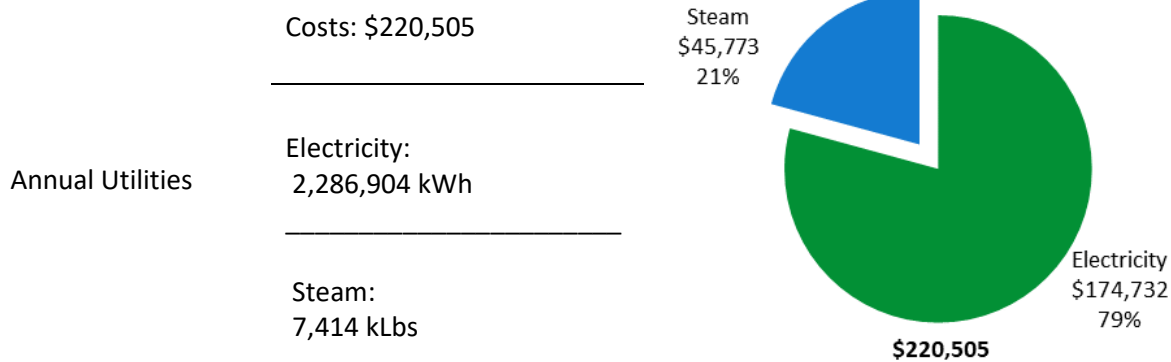 Annual Utilities
Costs: $220,505
Electricity:
2,286,904 kWh
Steam:
7,414 kLbs
Steam
$45,773
21%
Electricity
$174,732
79%
$220,505